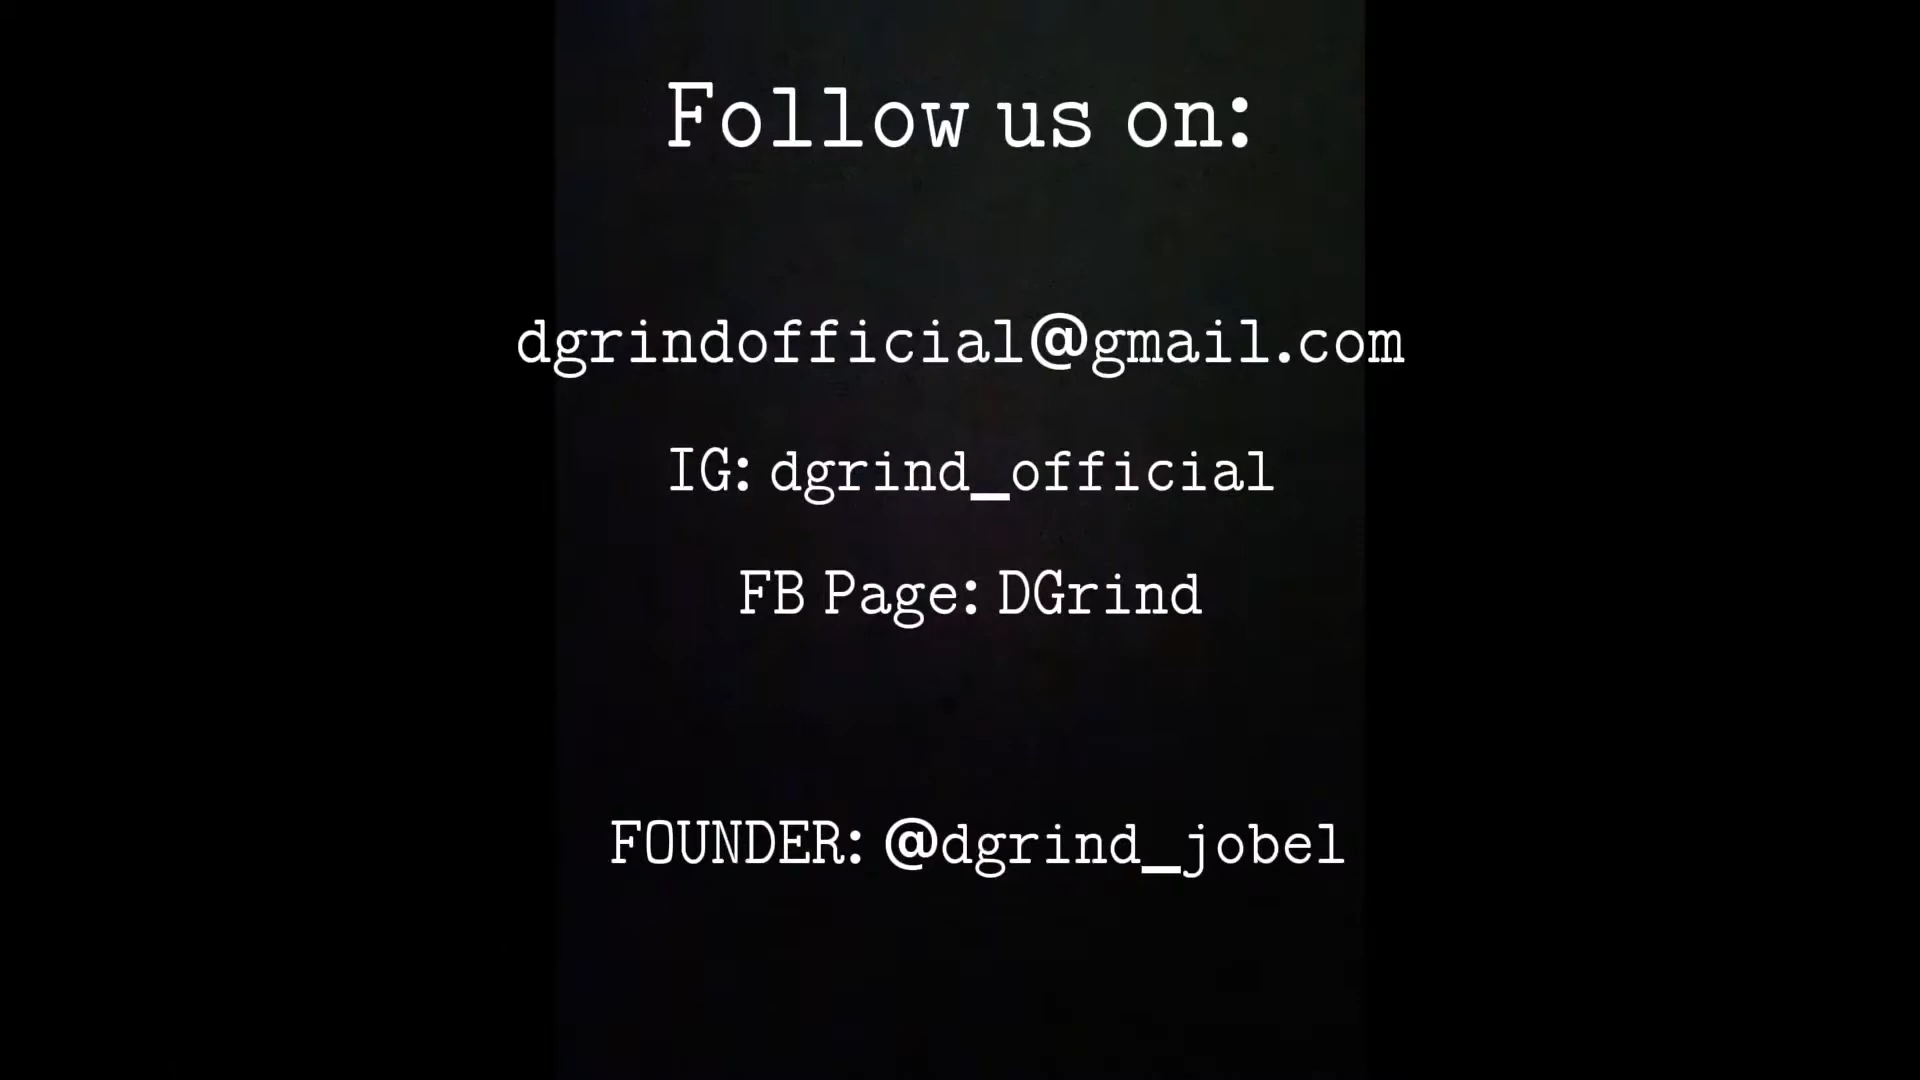 Follow us on:
dgrindofficial@gmail.com
IG: dgrind_official
FB Page: DGrind
FOUNDER: @dgrind_jobel